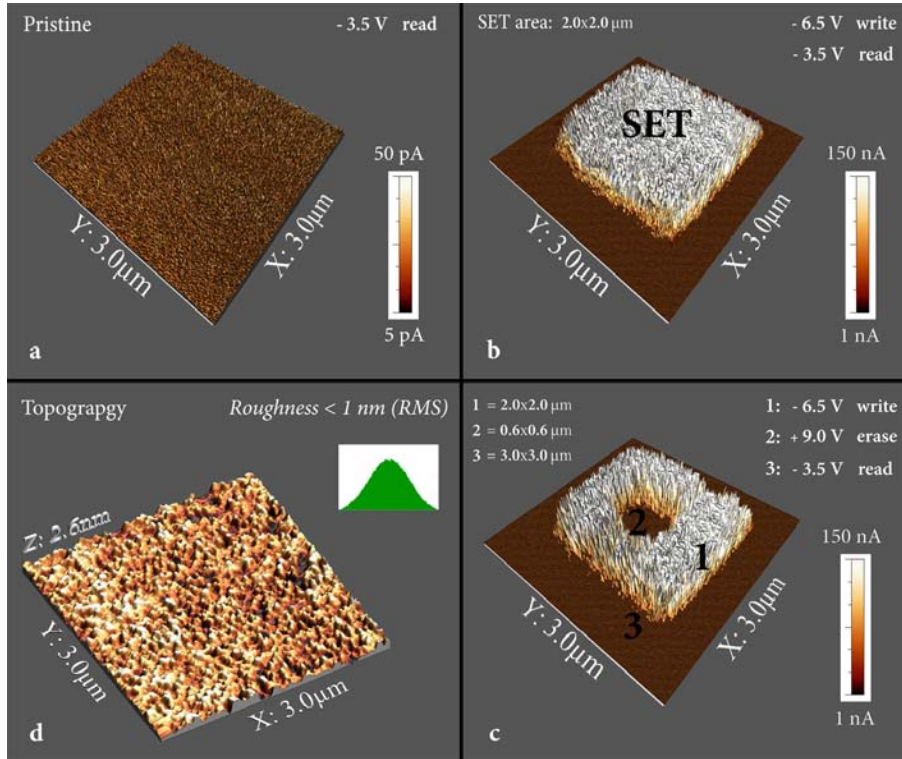 Pristine
- 3.5 V read
50 pA
5 pA
Y: 3.0µm
X: 3.0µm
a
SET area: 2.0x2.0 µm
- 6.5 V write
- 3.5 V read
SET
150 nA
1 nA
Y: 3.0µm
X: 3.0µm
b
Topograpgy
Roughness < 1 nm (RMS)
Z: 2.6nm
Y: 3.0µm
X: 3.0µm
d
1 = 2.0x2.0 µm
2 = 0.6x0.6 µm
3 = 3.0x3.0 µm
1: - 6.5 V write
2: + 9.0 V erase
3: - 3.5 V read
2
1
3
150 nA
1 nA
Y: 3.0µm
X: 3.0µm
c